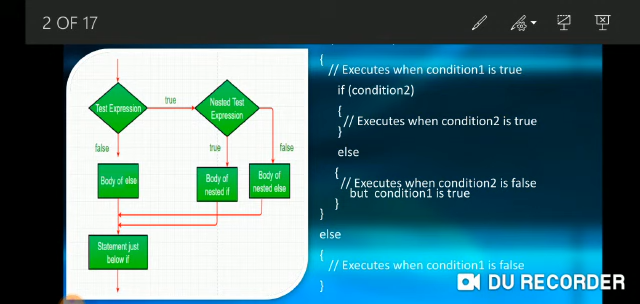 2 OF 17
Test Expression
true
Nested Test
Expression
false
true
false
Body of else
Body of
nested if
Body of
nested else
Statement just
below if
{
// Executes when condition1 is true
if (condition2)
{
// Executes when condition2 is true
}
else
{
// Executes when condition2 is false
but condition1 is true
}
}
else
{
// Executes when condition1 is false
}
DU RECORDER